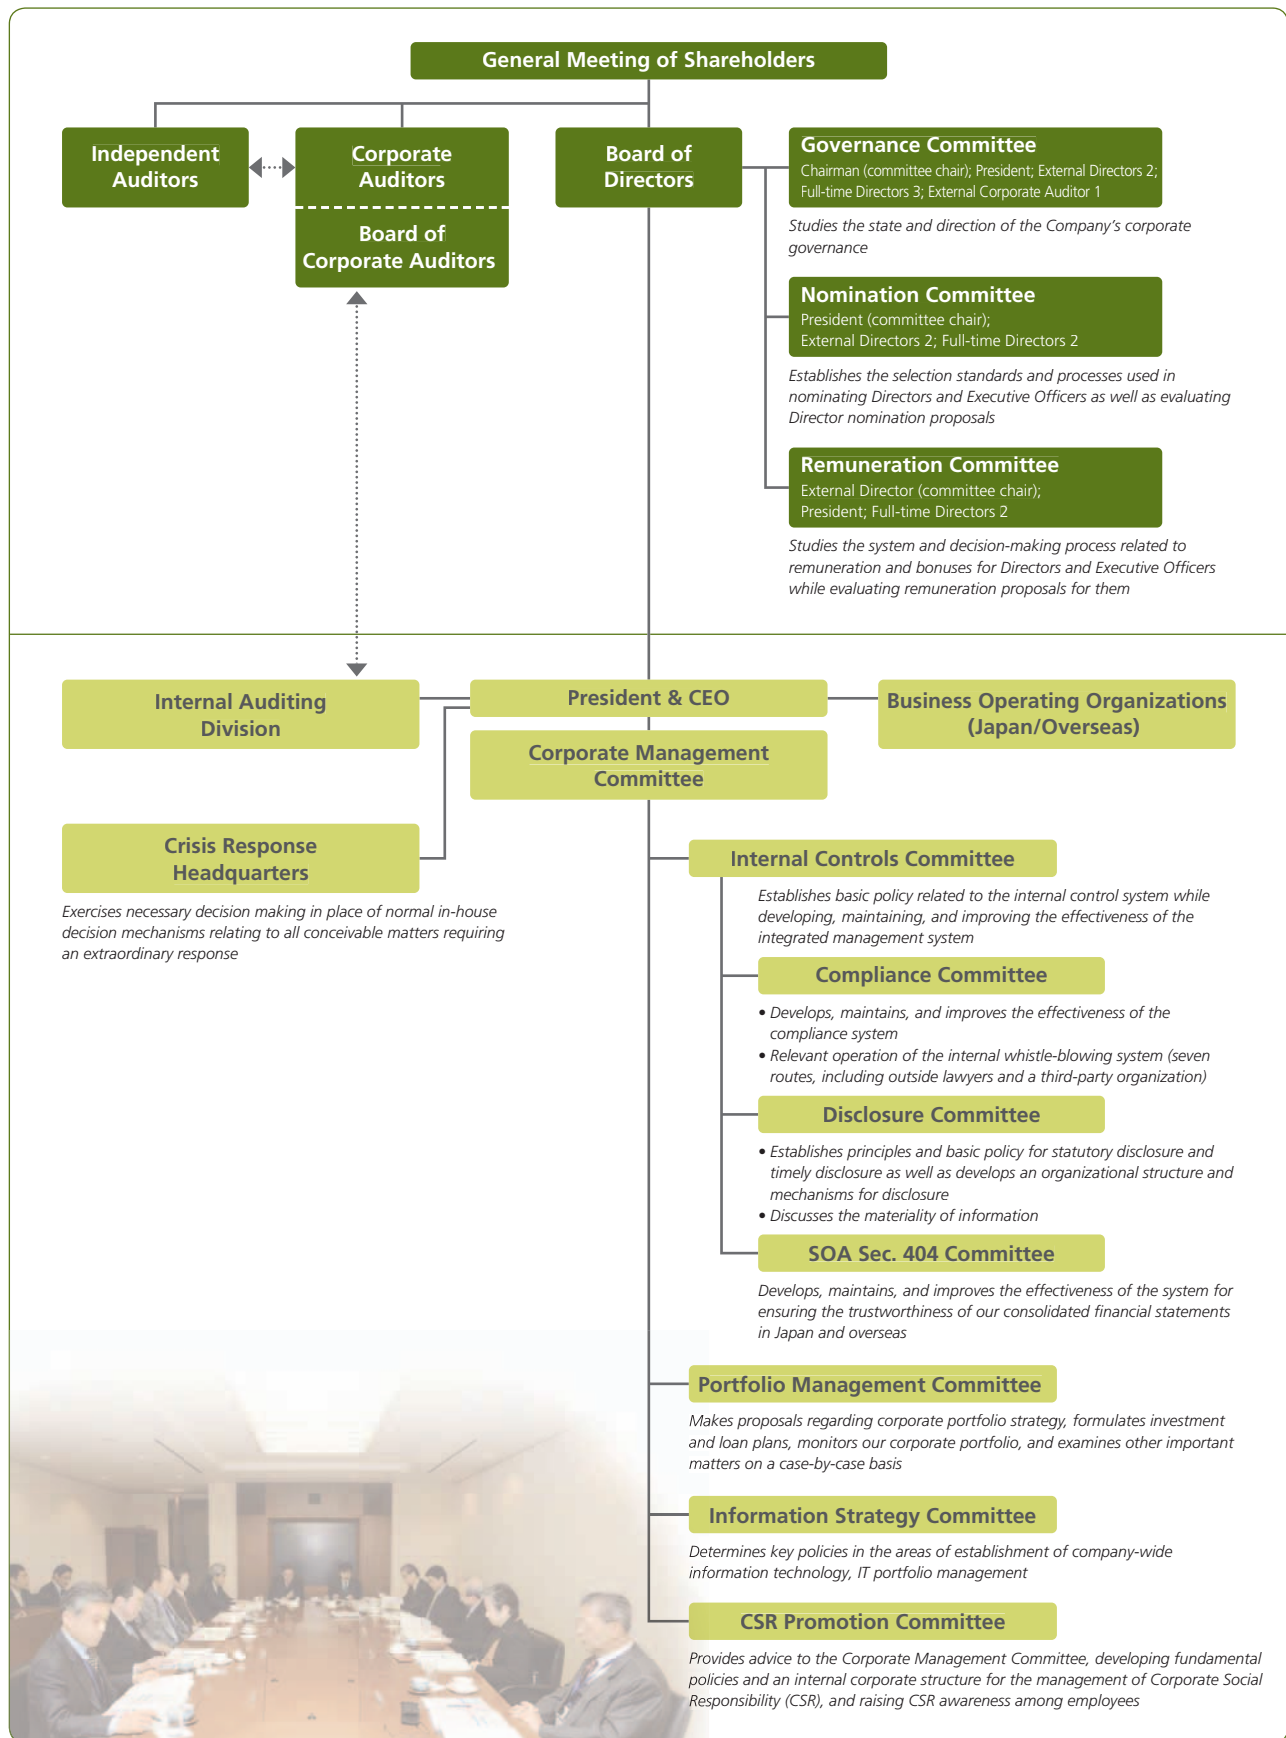 General Meeting of Shareholders
Independent
Auditors
Corporate
Auditors
Board of
Corporate Auditors
Board of
Directors
Governance Committee
Chairman (committee chair); President; External Directors 2;
Full-time Directors 3; External Corporate Auditor 1
Studies the state and direction of the Company's corporate
governance
Nomination Committee
President (committee chair);
External Directors 2; Full-time Directors 2
Establishes the selection standards and processes used in
nominating Directors and Executive Officers as well as evaluating
Director nomination proposals
Remuneration Committee
External Director (committee chair);
President; Full-time Directors 2
Studies the system and decision-making process related to
remuneration and bonuses for Directors and Executive Officers
while evaluating remuneration proposals for them
Internal Auditing
Division
President & CEO
Business Operating Organizations
(Japan/Overseas)
Corporate Management
Committee
Crisis Response
Headquarters
Exercises necessary decision making in place of normal in-house
decision mechanisms relating to all conceivable matters requiring
an extraordinary response
Internal Controls Committee
Establishes basic policy related to the internal control system while
developing, maintaining, and improving the effectiveness of the
integrated management system
Compliance Committee
• Develops, maintains, and improves the effectiveness of the
compliance system
• Relevant operation of the internal whistle-blowing system (seven
routes, including outside lawyers and a third-party organization)
Disclosure Committee
• Establishes principles and basic policy for statutory disclosure and
timely disclosure as well as develops an organizational structure and
mechanisms for disclosure
• Discusses the materiality of information
SOA Sec. 404 Committee
Develops, maintains, and improves the effectiveness of the system for
ensuring the trustworthiness of our consolidated financial statements
in Japan and overseas
Portfolio Management Committee
Makes proposals regarding corporate portfolio strategy, formulates investment
and loan plans, monitors our corporate portfolio, and examines other important
matters on a case-by-case basis
Information Strategy Committee
Determines key policies in the areas of establishment of company-wide
information technology, IT portfolio management
CSR Promotion Committee
Provides advice to the Corporate Management Committee, developing fundamental
policies and an internal corporate structure for the management of Corporate Social
Responsibility (CSR), and raising CSR awareness among employees